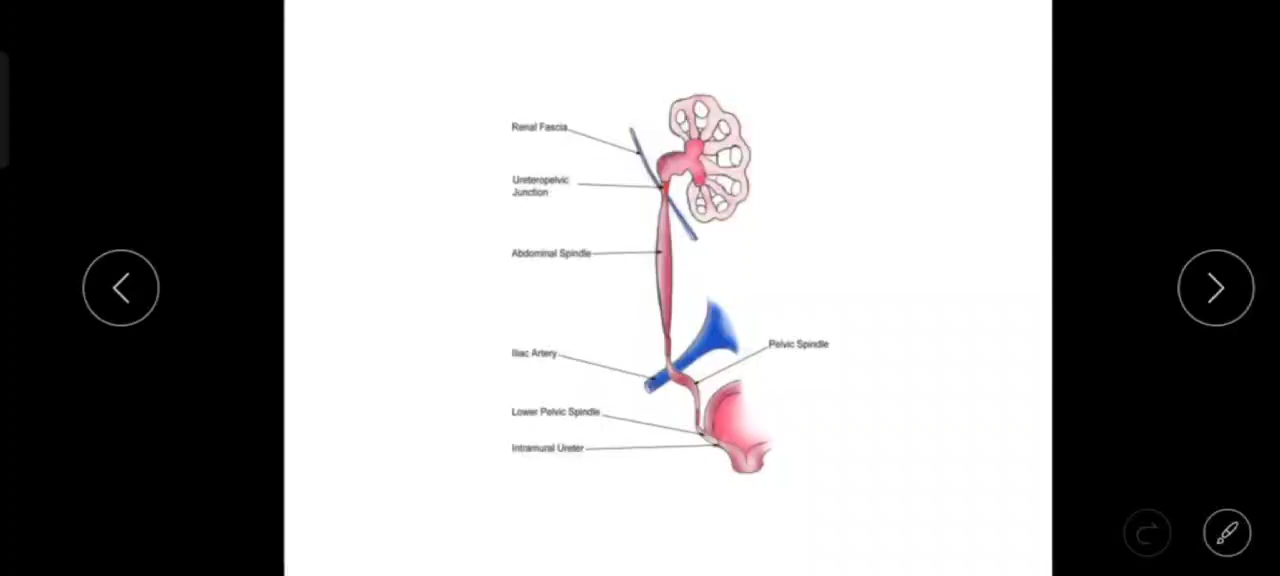 Renal Fascia
Ureteropelvic
Junction
Abdominal Spindle
Iliac Artery
Pelvic Spindle
Lower Pelvic Spindle
Intramural Ureter